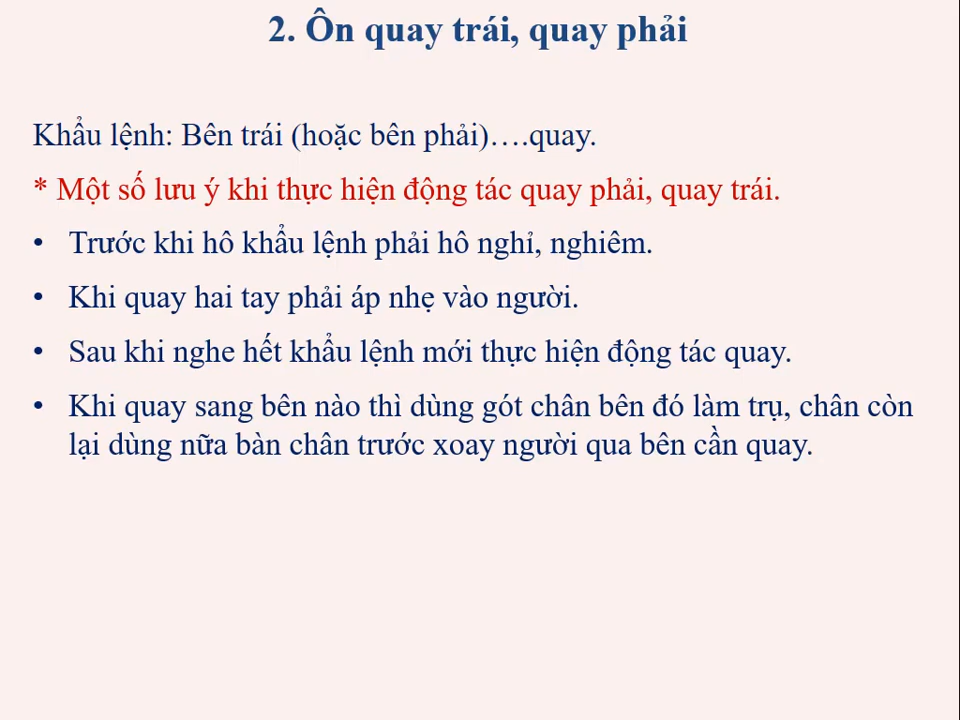 2. Ôn quay trái, quay phải
Khẩu lệnh: Bên trái (hoặc bên phải)….quay.
* Một số lưu ý khi thực hiện động tác quay phải, quay trái.
• Trước khi hô khẩu lệnh phải hô nghỉ, nghiêm.
• Khi quay hai tay phải áp nhẹ vào người.
• Sau khi nghe hết khẩu lệnh mới thực hiện động tác quay.
• Khi quay sang bên nào thì dùng gót chân bên đó làm trụ, chân còn
lại dùng nữa bàn chân trước xoay người qua bên cần quay.